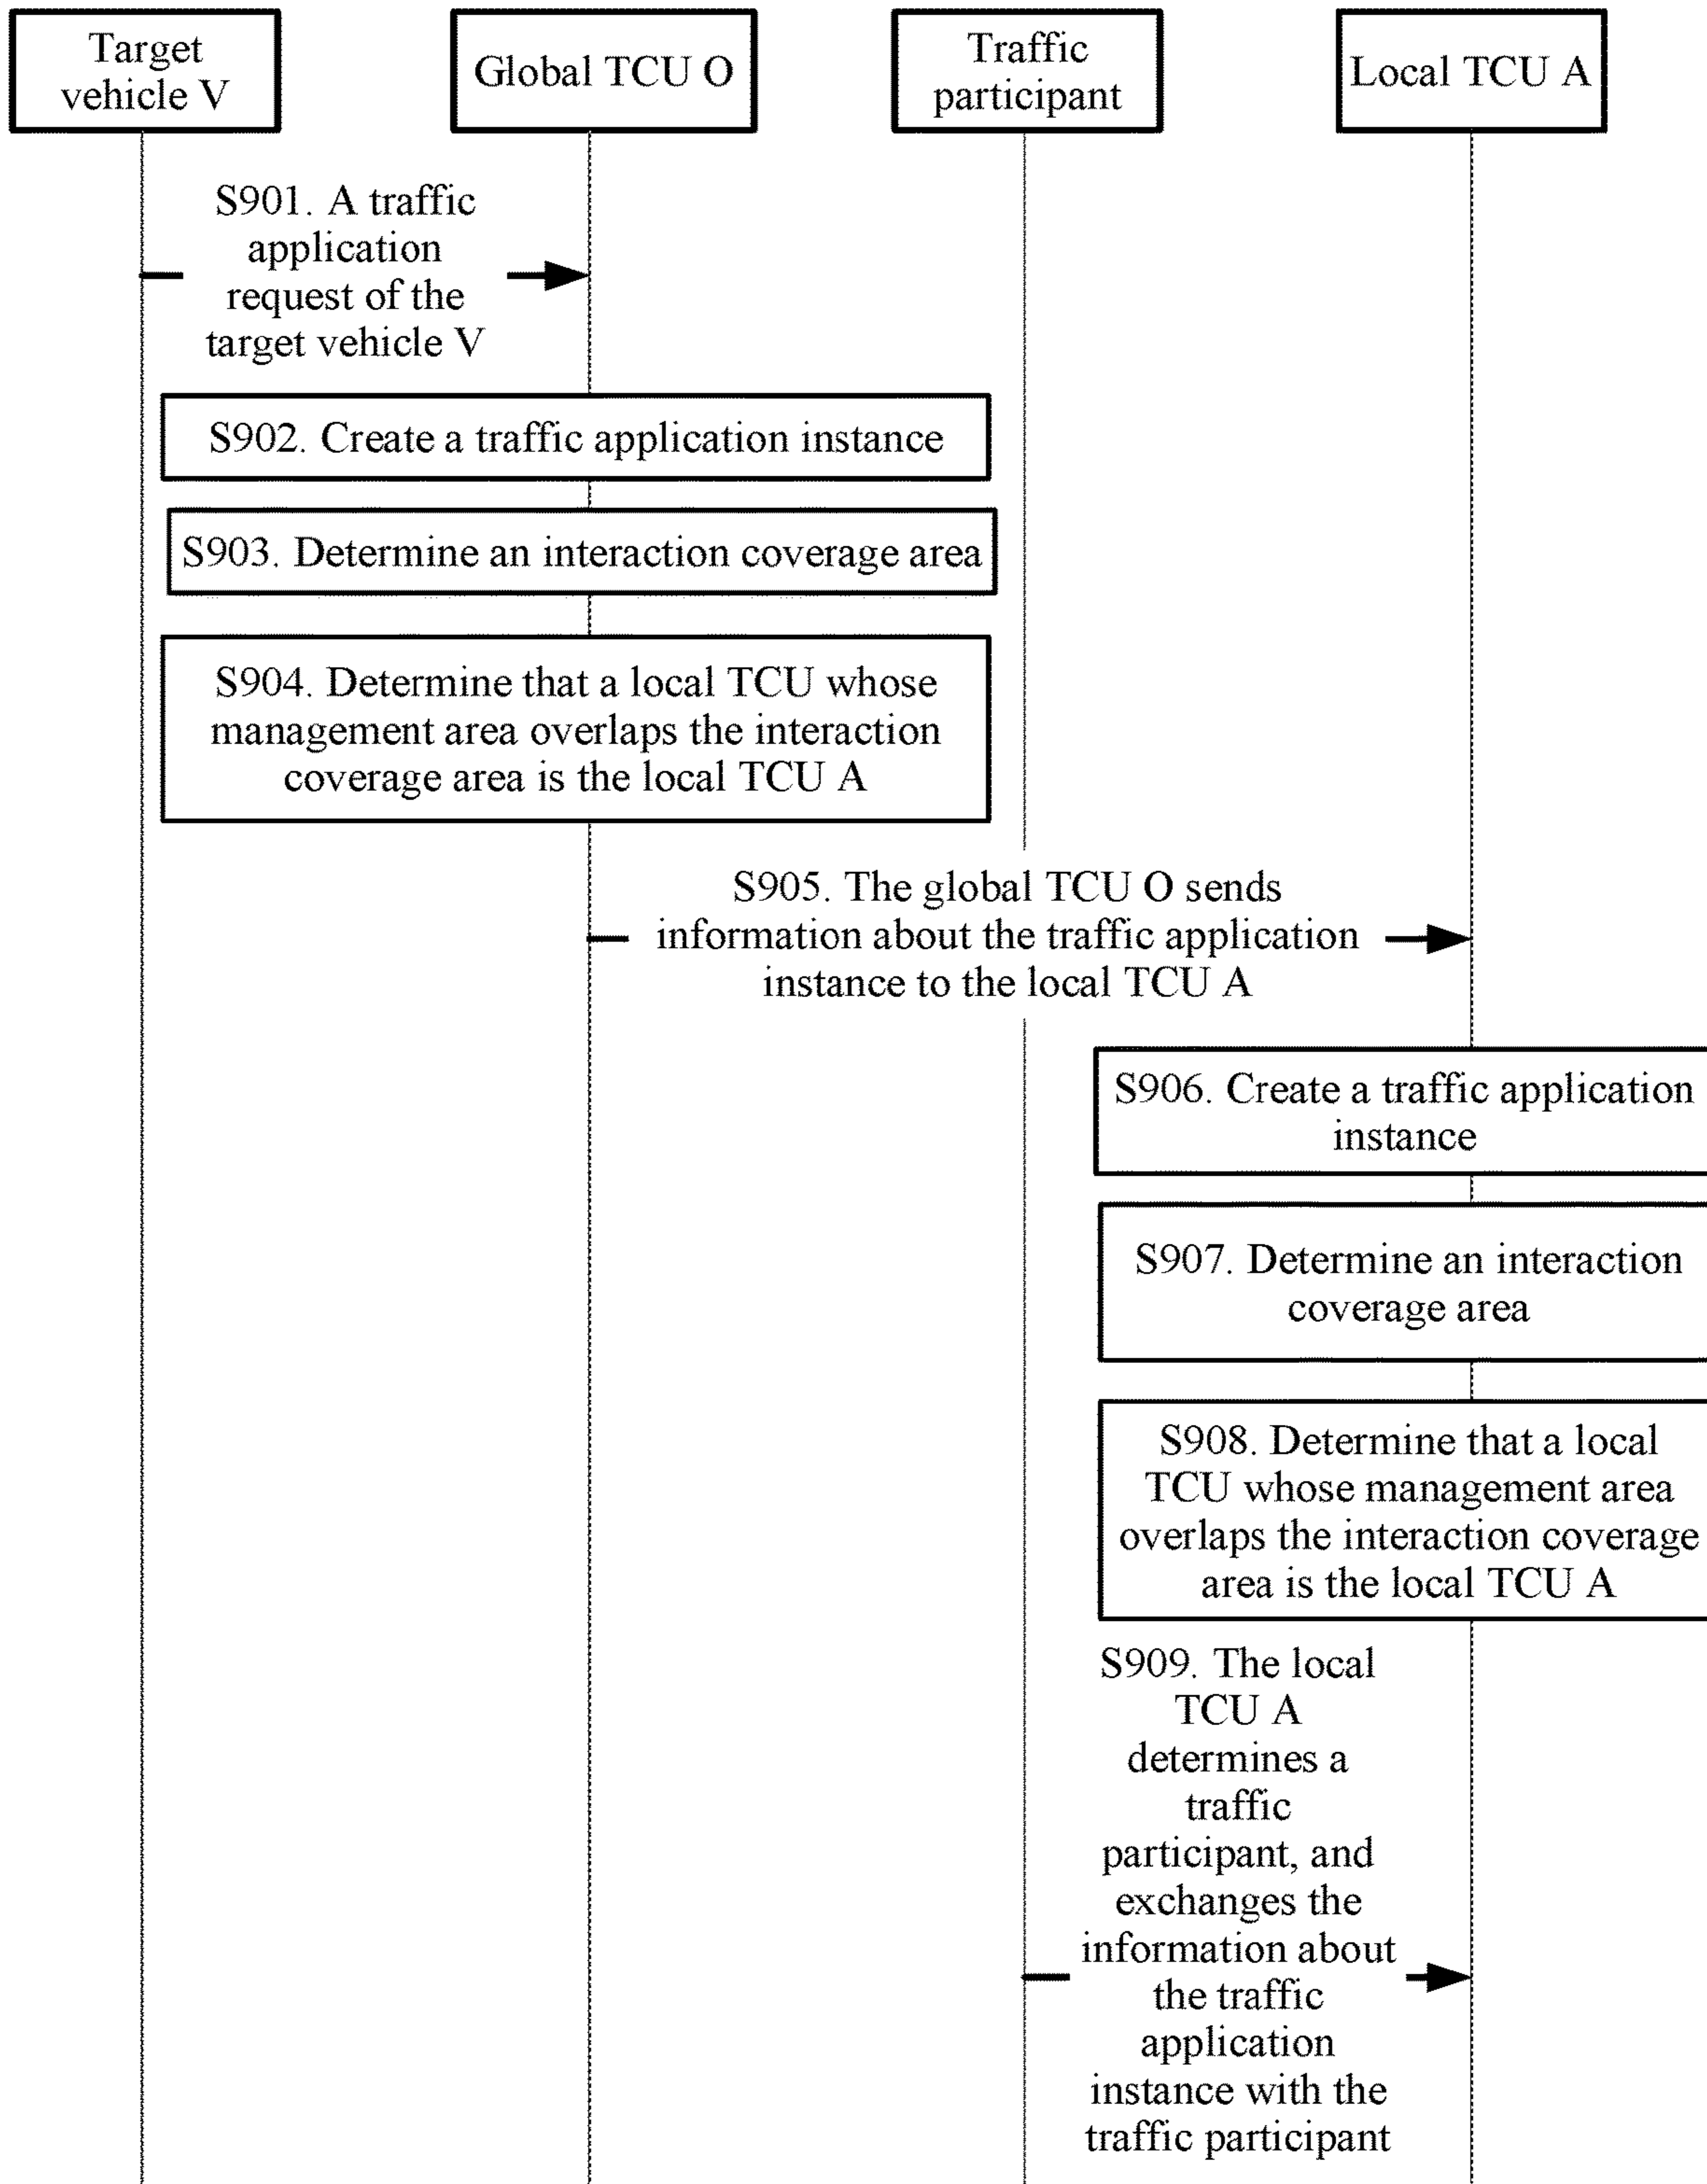 Target
vehicle V
Global TCU O
Traffic
participant
Local TCU A
S901. A traffic
application
request of the
target vehicle V
S902. Create a traffic application instance
S903. Determine an interaction coverage area
S904. Determine that a local TCU whose
management area overlaps the interaction
coverage area is the local TCU A
S905. The global TCU O sends
information about the traffic application
instance to the local TCU A
S906. Create a traffic application
instance
S907. Determine an interaction
coverage area
S908. Determine that a local
TCU whose management area
overlaps the interaction coverage
area is the local TCU A
S909. The local
TCU A
determines a
traffic
participant, and
exchanges the
information about
the traffic
application
instance with the
traffic participant